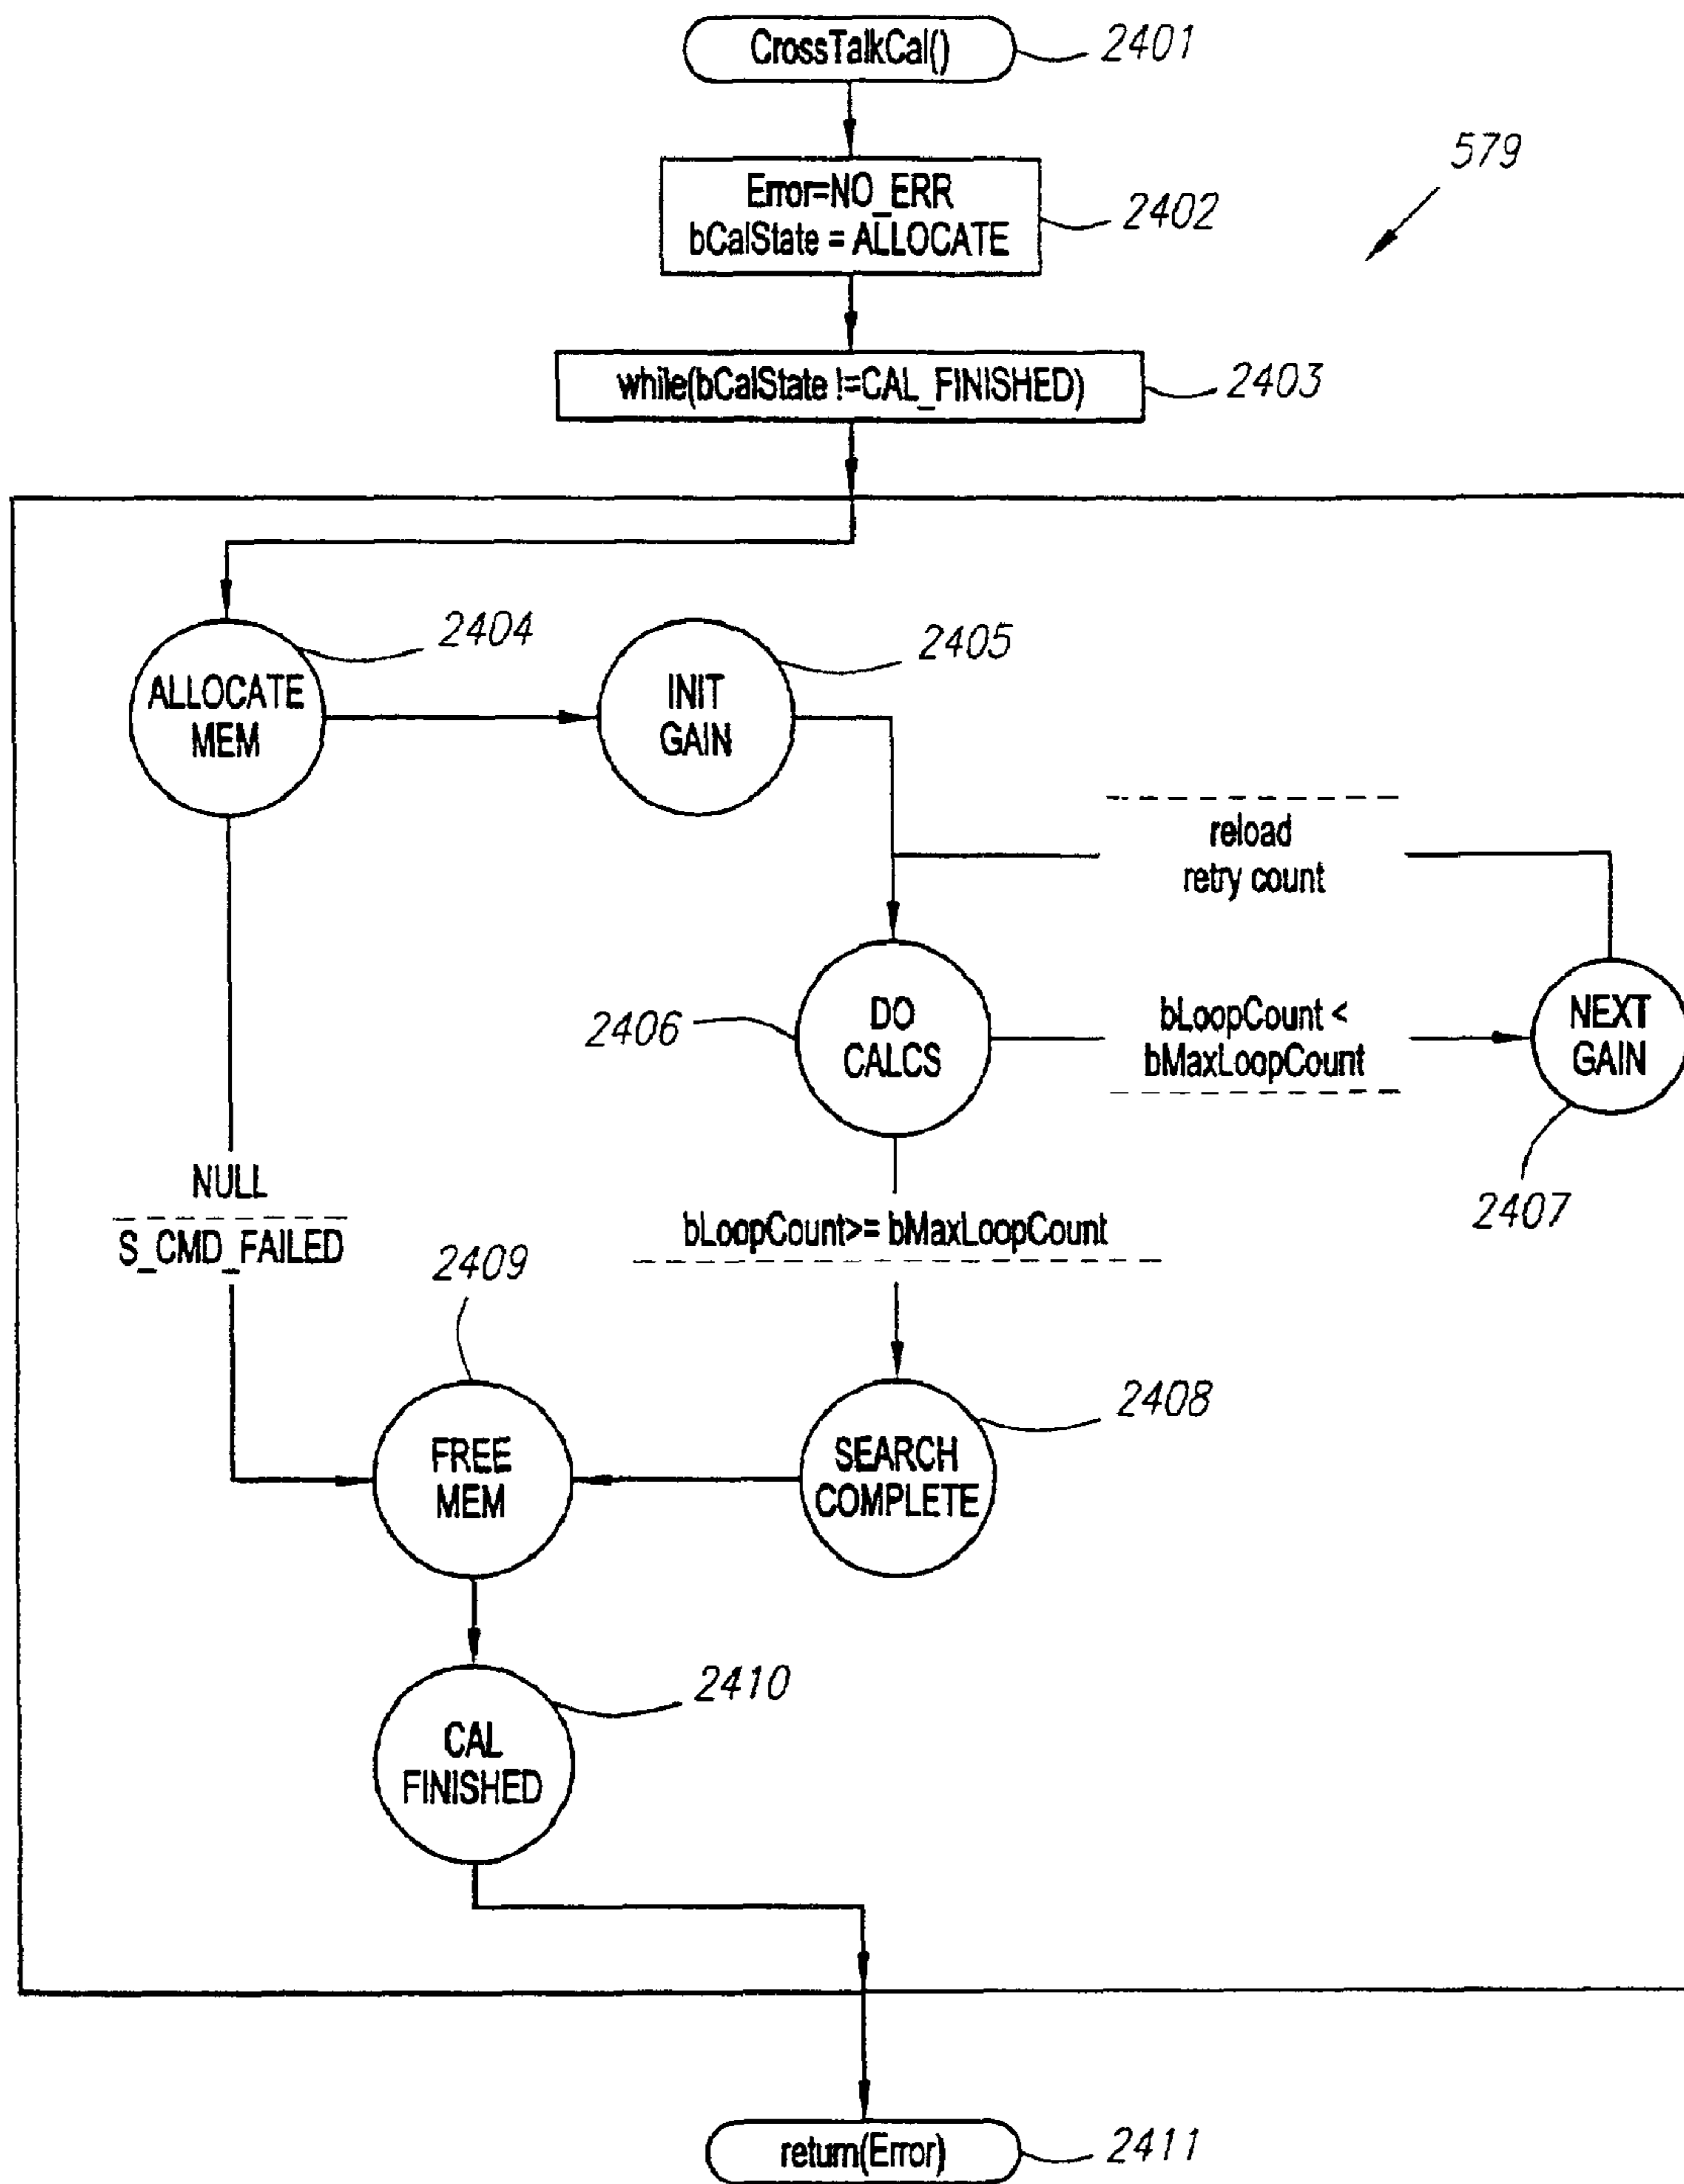 CrossTalkCal()
2401
579
Error=NO_ERR
bCalState = ALLOCATE
2402
while(bCalState !=CAL_FINISHED)
2403
2404
ALLOCATE
MEM
2405
INIT
GAIN
reload
retry count
2406
DO
CALCS
bLoopCount <
bMaxLoopCount
NEXT
GAIN
2407
NULL
S_CMD_FAILED
bLoopCount>= bMaxLoopCount
2409
FREE
MEM
2408
SEARCH
COMPLETE
2410
CAL
FINISHED
return(Error)
2411